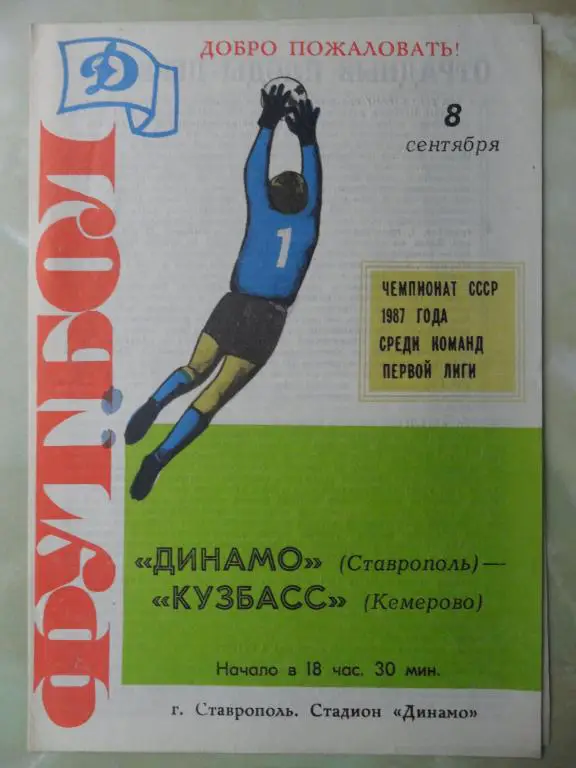 Д
ДОБРО ПОЖАЛОВАТЬ!
8
сентября
ФУТБОЛ
1
ЧЕМПИОНАТ СССР
1987 ГОДА
СРЕДИ КОМАНД
ПЕРВОЙ ЛИГИ
«ДИНАМО» (Ставрополь) —
«КУЗБАСС» (Кемерово)
Начало в 18 час. 30 мин.
г. Ставрополь. Стадион «Динамо»